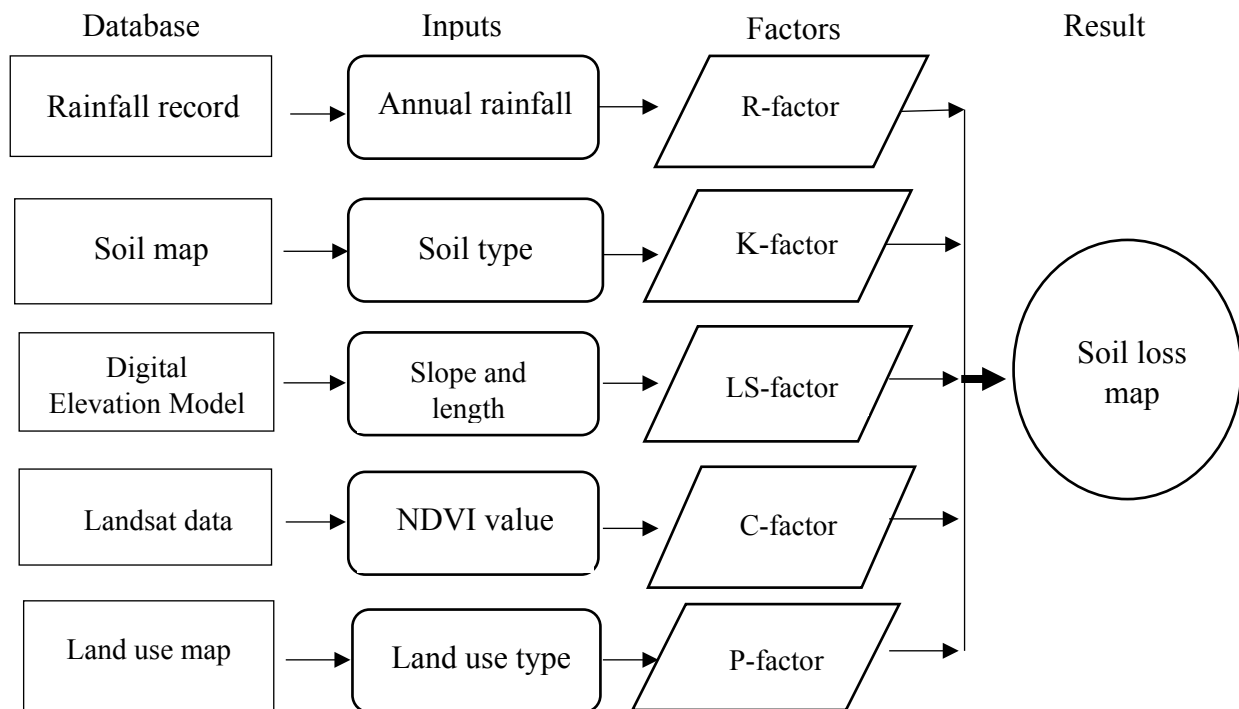 Database
Inputs
Factors
Result
Rainfall record
Annual rainfall
R-factor
Soil map
Soil type
K-factor
Digital
Elevation Model
Slope and
length
LS-factor
Soil loss
map
Landsat data
NDVI value
C-factor
Land use map
Land use type
P-factor